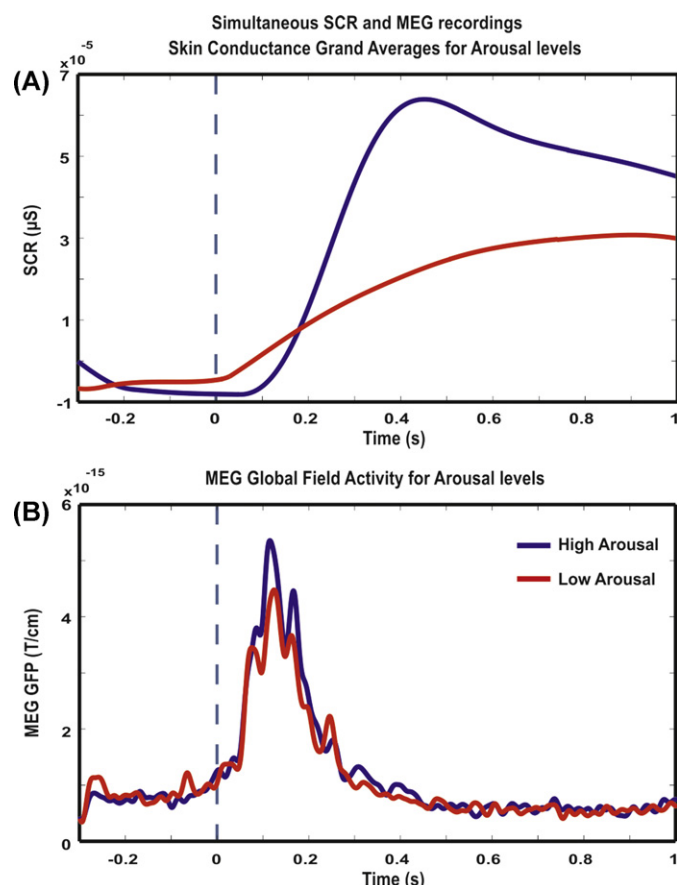 Simultaneous SCR and MEG recordings
Skin Conductance Grand Averages for Arousal levels
×10 -5
(A)
7
5
3
1
-1
SCR (µS)
-0.2 0 0.2 0.4 0.6 0.8 1
Time (s)
MEG Global Field Activity for Arousal levels
×10 -15
(B)
6
4
2
0
MEG GFP (T/cm)
High Arousal
Low Arousal
-0.2 0 0.2 0.4 0.6 0.8 1
Time (s)